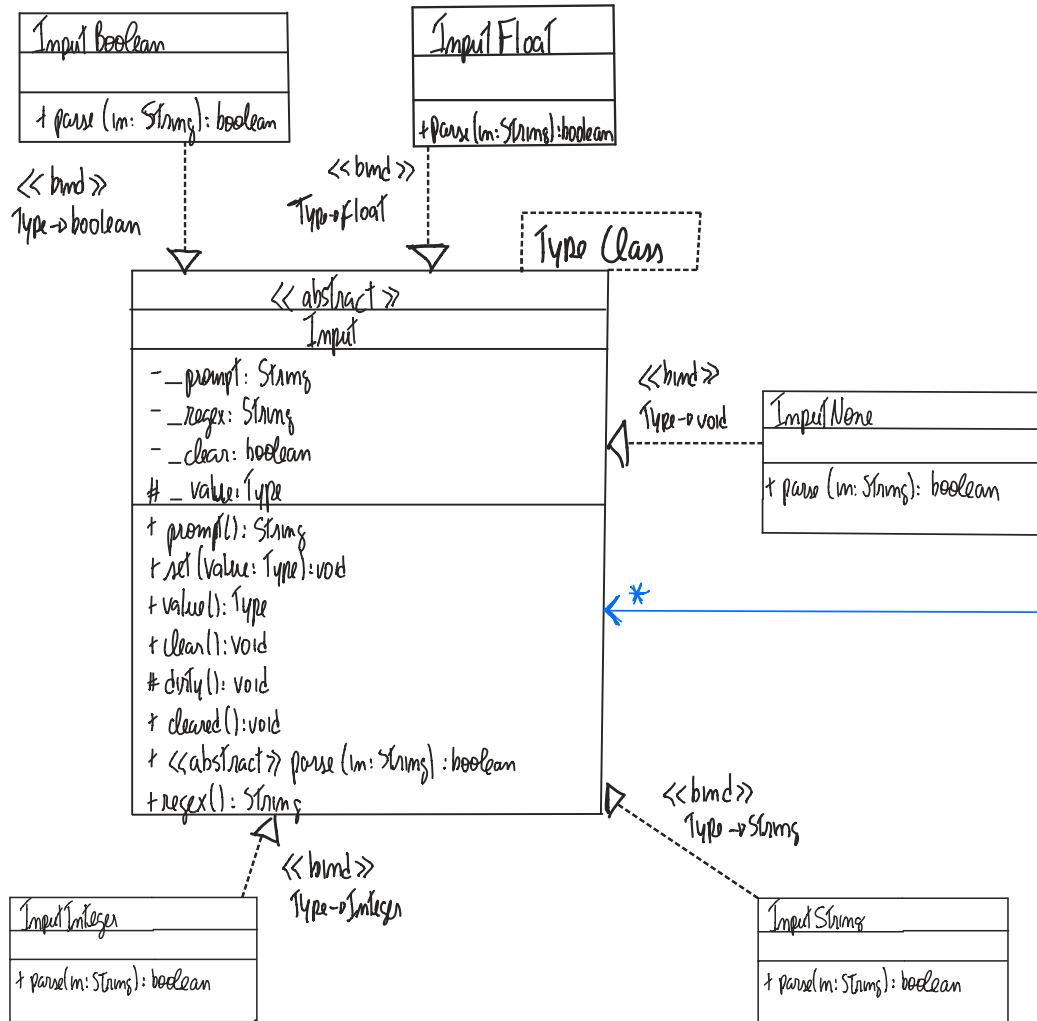 Input Boolean
+ parse (in: String): boolean
Input Float
+ parse (in: String): boolean
<< bind >>
Type→boolean
<< bind >>
Type→Float
Type Class
<< abstract >>
Input
- _prompt: String
- _regex: String
- _clear: boolean
# _value: Type
+ prompt(): String
+ set (value: Type): void
+ value(): Type
+ clear(): void
# dirty(): void
+ cleared(): void
+ <<abstract>> parse (in: String) : boolean
+ regex(): String
<<bind>>
Type→void
Input None
+ parse (in: String): boolean
*
<< bind >>
Type→String
<< bind >>
Type→Integer
Input Integer
+ parse(in: String): boolean
Input String
+ parse(in: String): boolean